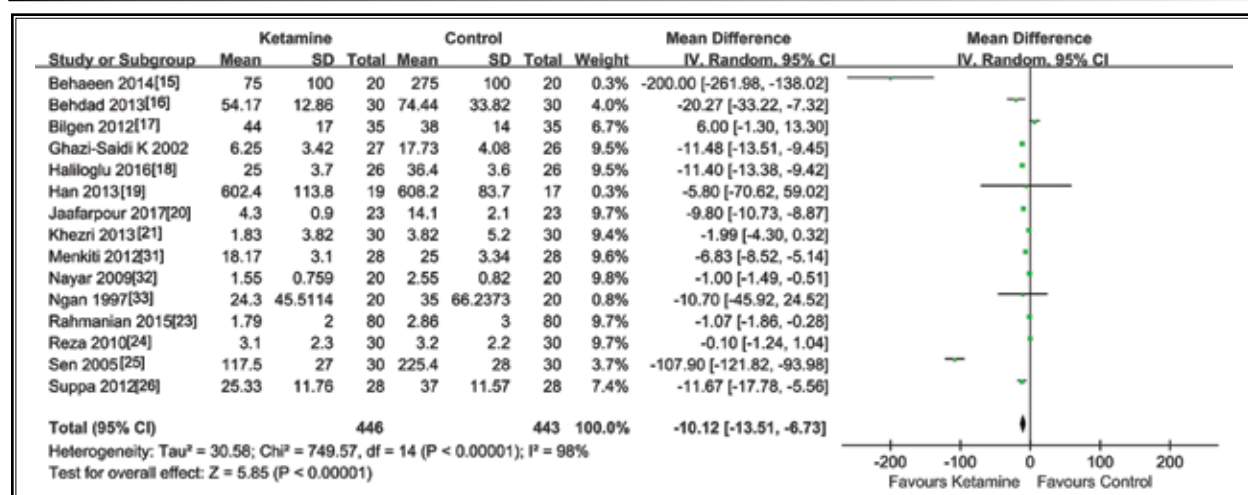 Ketamine Control Mean Difference Mean Difference
Study or Subgroup Mean SD Total Mean SD Total Weight IV, Random, 95% CI IV, Random, 95% CI
Behaeen 2014[15] 75 100 20 275 100 20 0.3% -200.00 [-261.98, -138.02]
Behdad 2013[16] 54.17 12.86 30 74.44 33.82 30 4.0% -20.27 [-33.22, -7.32]
Bilgen 2012[17] 44 17 35 38 14 35 6.7% 6.00 [-1.30, 13.30]
Ghazi-Saidi K 2002 6.25 3.42 27 17.73 4.08 26 9.5% -11.48 [-13.51, -9.45]
Haliloglu 2016[18] 25 3.7 26 36.4 3.6 26 9.5% -11.40 [-13.38, -9.42]
Han 2013[19] 602.4 113.8 19 608.2 83.7 17 0.3% -5.80 [-70.62, 59.02]
Jaafarpour 2017[20] 4.3 0.9 23 14.1 2.1 23 9.7% -9.80 [-10.73, -8.87]
Khezri 2013[21] 1.83 3.82 30 3.82 5.2 30 9.4% -1.99 [-4.30, 0.32]
Menkiti 2012[31] 18.17 3.1 28 25 3.34 28 9.6% -6.83 [-8.52, -5.14]
Nayar 2009[32] 1.55 0.759 20 2.55 0.82 20 9.8% -1.00 [-1.49, -0.51]
Ngan 1997[33] 24.3 45.5114 20 35 66.2373 20 0.8% -10.70 [-45.92, 24.52]
Rahmanian 2015[23] 1.79 2 80 2.86 3 80 9.7% -1.07 [-1.86, -0.28]
Reza 2010[24] 3.1 2.3 30 3.2 2.2 30 9.7% -0.10 [-1.24, 1.04]
Sen 2005[25] 117.5 27 30 225.4 28 30 3.7% -107.90 [-121.82, -93.98]
Suppa 2012[26] 25.33 11.76 28 37 11.57 28 7.4% -11.67 [-17.78, -5.56]
Total (95% CI) 446 443 100.0% -10.12 [-13.51, -6.73]
Heterogeneity: Tau² = 30.58; Chi² = 749.57, df = 14 (P < 0.00001); I² = 98%
Test for overall effect: Z = 5.85 (P < 0.00001)
-200 -100 0 100 200
Favours Ketamine Favours Control